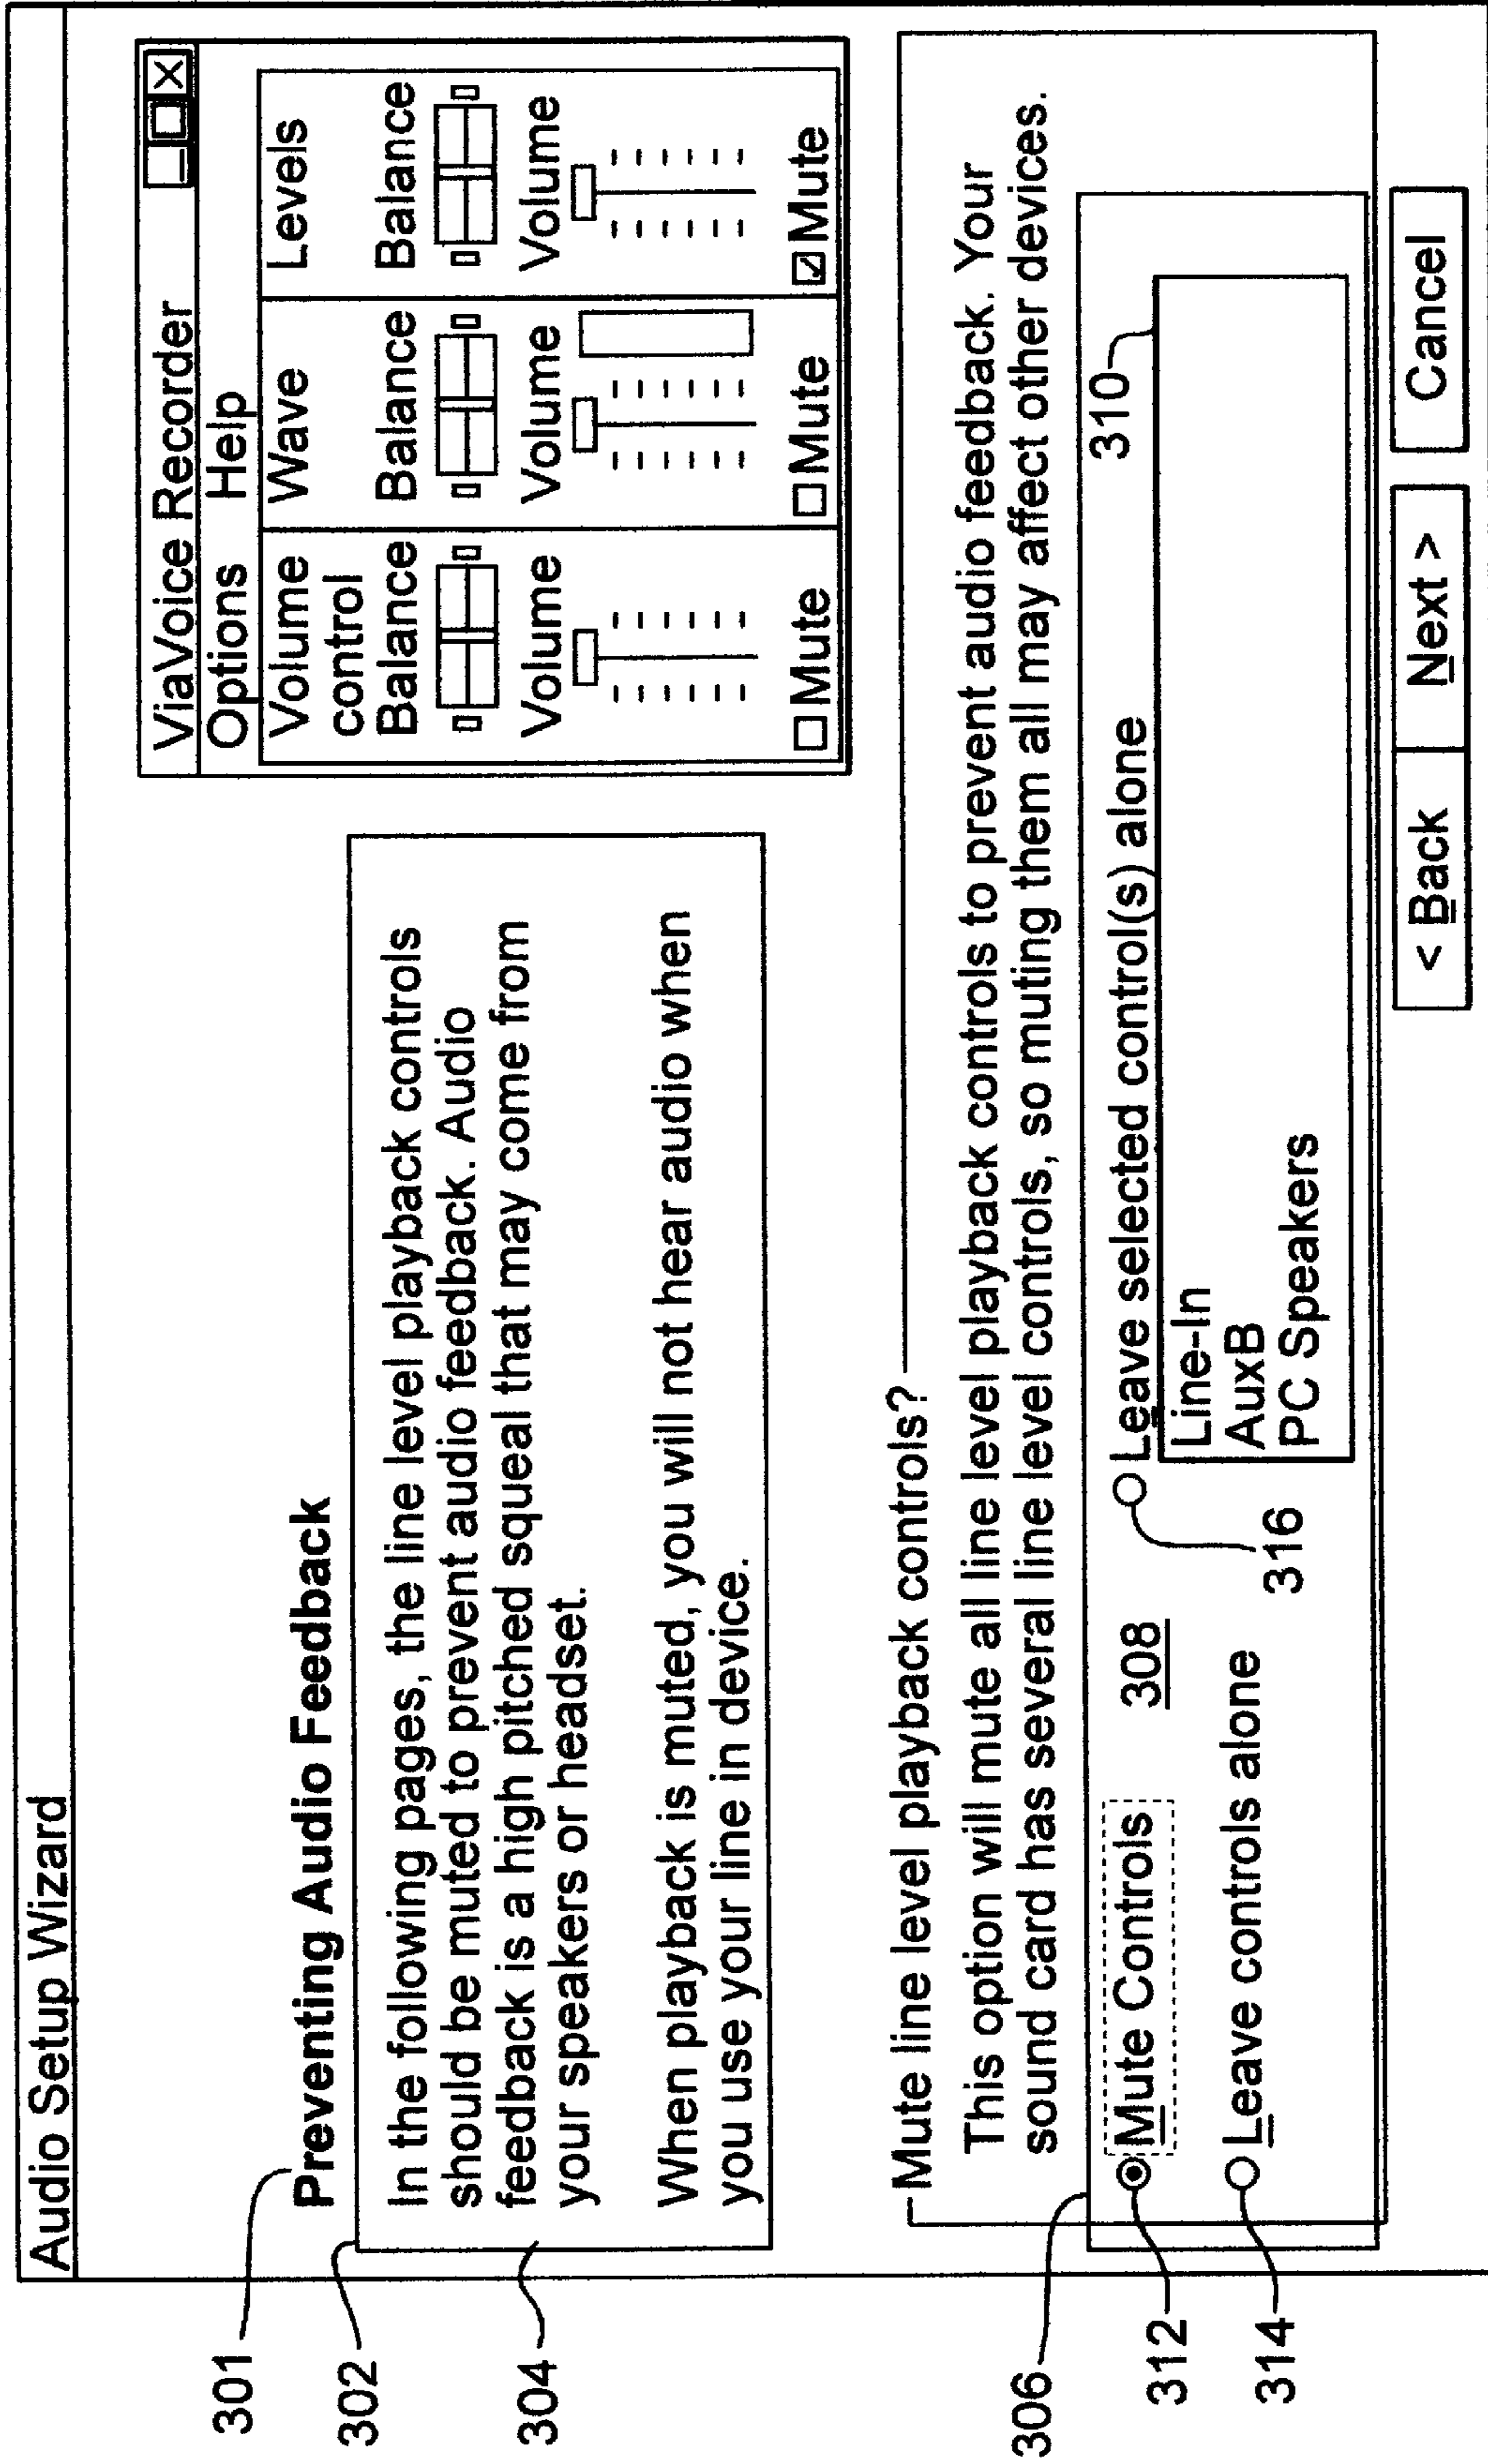 Audio Setup Wizard
301
Preventing Audio Feedback
302
In the following pages, the line level playback controls
should be muted to prevent audio feedback. Audio
feedback is a high pitched squeal that may come from
your speakers or headset.
304
When playback is muted, you will not hear audio when
you use your line in device.
ViaVoice Recorder
Options Help
Volume control
Balance
Volume
Mute
Wave
Balance
Volume
Mute
Levels
Balance
Volume
Mute
Mute line level playback controls?
This option will mute all line level playback controls to prevent audio feedback. Your
sound card has several line level controls, so muting them all may affect other devices.
306
308
310
312
Mute Controls
314
Leave controls alone
316
Leave selected control(s) alone
Line-In
AuxB
PC Speakers
< Back
Next >
Cancel